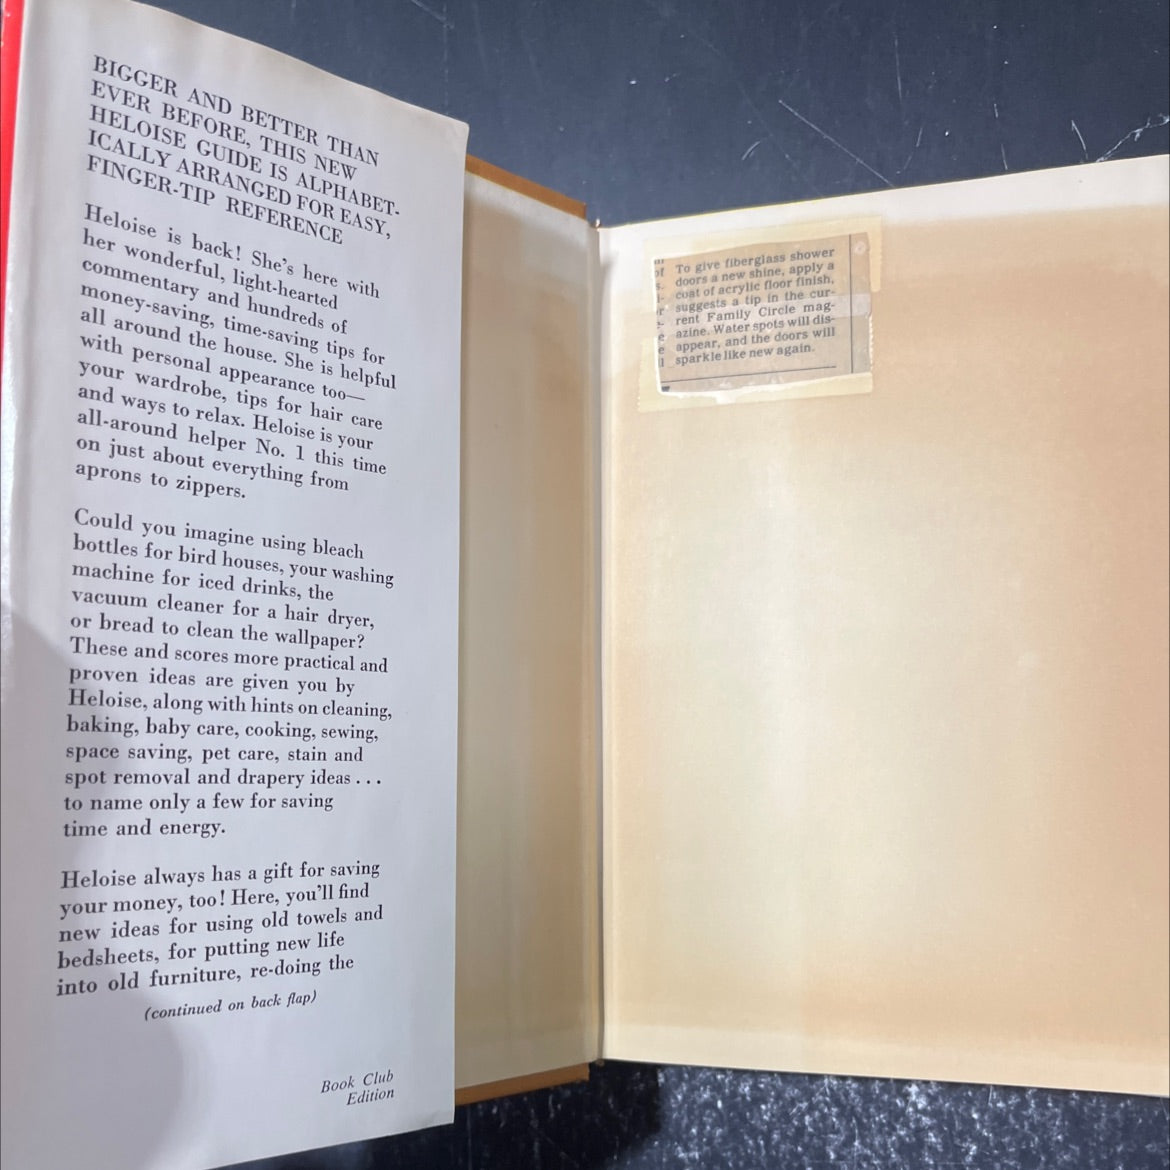 BIGGER AND BETTER THAN
EVER BEFORE, THIS NEW
HELOISE GUIDE IS ALPHABET-
ICALLY ARRANGED FOR EASY,
FINGER-TIP REFERENCE
Heloise is back! She's here with
her wonderful, light-hearted
commentary and hundreds of
money-saving, time-saving tips for
all around the house. She is helpful
with personal appearance too—
your wardrobe, tips for hair care
and ways to relax. Heloise is your
all-around helper No. 1 this time
on just about everything from
aprons to zippers.
Could you imagine using bleach
bottles for bird houses, your washing
machine for iced drinks, the
vacuum cleaner for a hair dryer,
or bread to clean the wallpaper?
These and scores more practical and
proven ideas are given you by
Heloise, along with hints on cleaning,
baking, baby care, cooking, sewing,
space saving, pet care, stain and
spot removal and drapery ideas . . .
to name only a few for saving
time and energy.
Heloise always has a gift for saving
your money, too! Here, you'll find
new ideas for using old towels and
bedsheets, for putting new life
into old furniture, re-doing the
(continued on back flap)
Book Club
Edition
To give fiberglass shower
doors a new shine, apply a
coat of acrylic floor finish,
suggests a tip in the cur-
rent Family Circle mag-
azine. Water spots will dis-
appear, and the doors will
sparkle like new again.